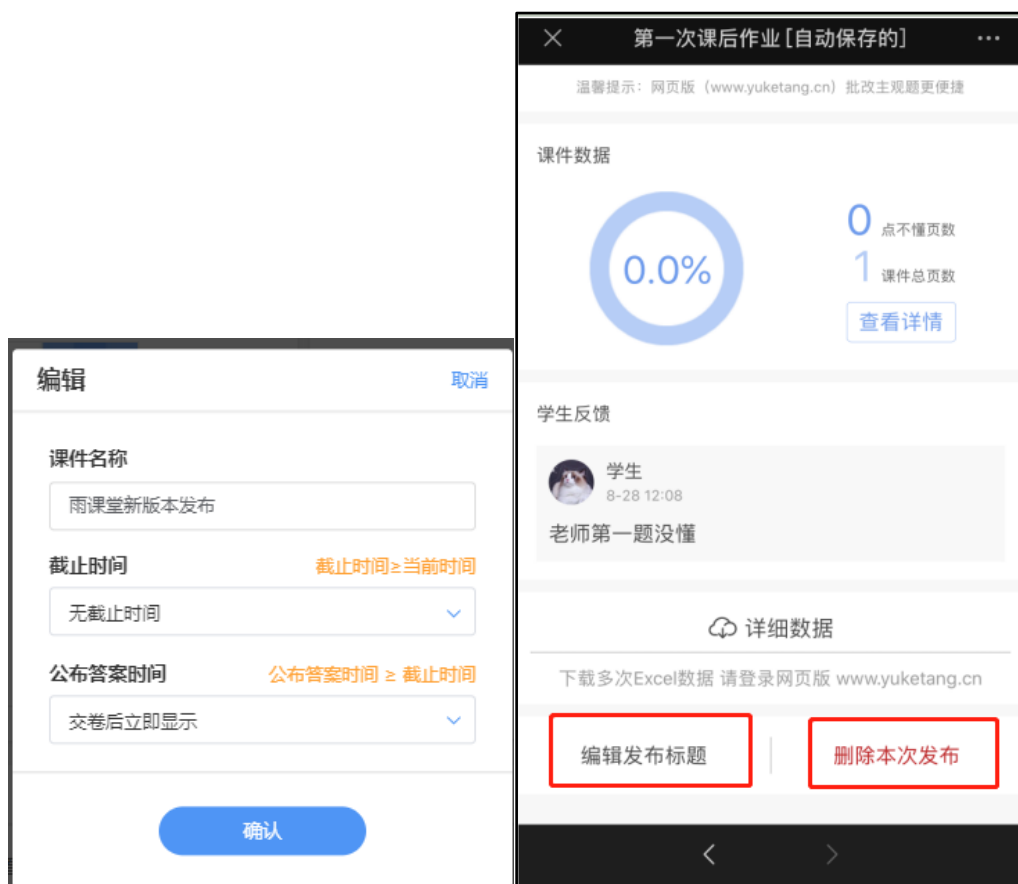 编辑
取消
课件名称
雨课堂新版本发布
截止时间
截止时间≥当前时间
无截止时间
公布答案时间
公布答案时间 ≥ 截止时间
交卷后立即显示
确认
第一次课后作业[自动保存的]
温馨提示：网页版（www.yuketang.cn）批改主观题更便捷
课件数据
0.0%
0 点不懂页数
1 课件总页数
查看详情
学生反馈
学生
8-28 12:08
老师第一题没懂
详细数据
下载多次Excel数据 请登录网页版 www.yuketang.cn
编辑发布标题
删除本次发布